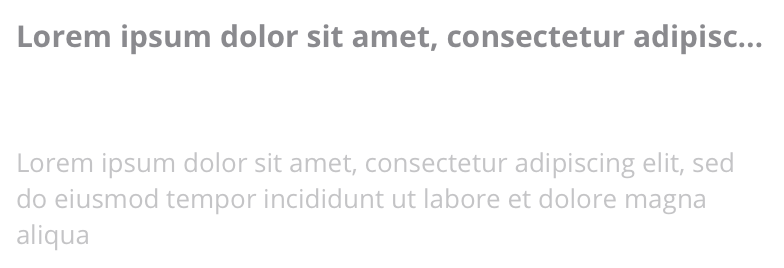 Lorem ipsum dolor sit amet, consectetur adipisc...
Lorem ipsum dolor sit amet, consectetur adipiscing elit, sed
do eiusmod tempor incididunt ut labore et dolore magna
aliqua